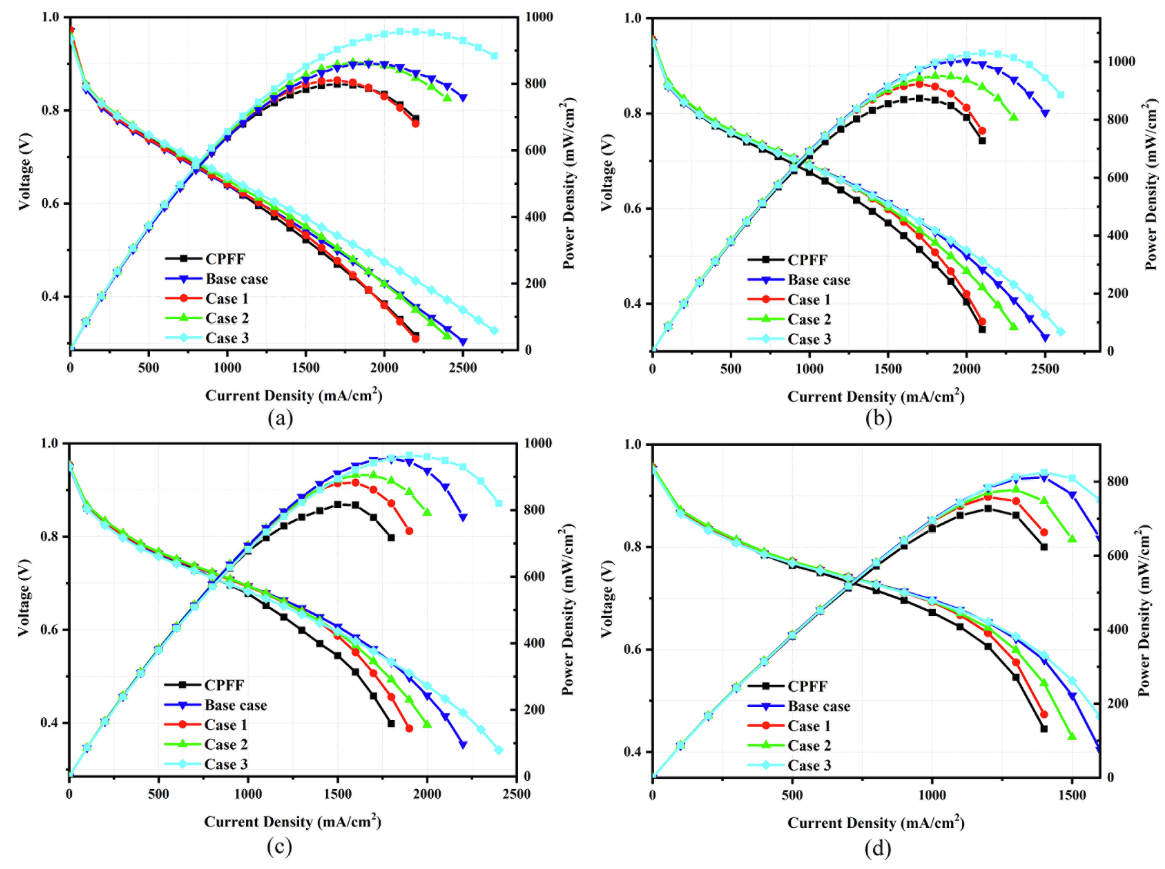 1.0
0.8
0.6
0.4
Voltage (V)
1000
800
600
400
200
0
Power Density (mW/cm²)
CPFF
Base case
Case 1
Case 2
Case 3
0
500
1000
1500
2000
2500
Current Density (mA/cm²)
(a)
1.0
0.8
0.6
0.4
Voltage (V)
1000
800
600
400
200
0
Power Density (mW/cm²)
CPFF
Base case
Case 1
Case 2
Case 3
0
500
1000
1500
2000
2500
Current Density (mA/cm²)
(b)
1.0
0.8
0.6
0.4
Voltage (V)
1000
800
600
400
200
0
Power Density (mW/cm²)
CPFF
Base case
Case 1
Case 2
Case 3
0
500
1000
1500
2000
2500
Current Density (mA/cm²)
(c)
1.0
0.8
0.6
0.4
Voltage (V)
800
600
400
200
0
Power Density (mW/cm²)
CPFF
Base case
Case 1
Case 2
Case 3
0
500
1000
1500
Current Density (mA/cm²)
(d)